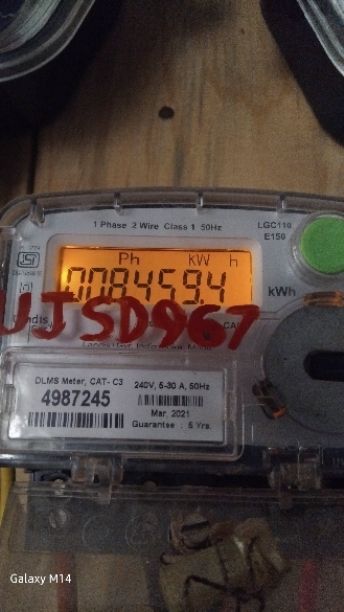 1 Phase 2 Wire Class 1 50Hz
LGC110
E150
Ph kW h
008459.4
kWh
UJSD967
DLMS Meter, CAT- C3
240V, 5-30 A, 50Hz
4987245
Mar, 2021
Guarantee : 5 Yrs.
Galaxy M14